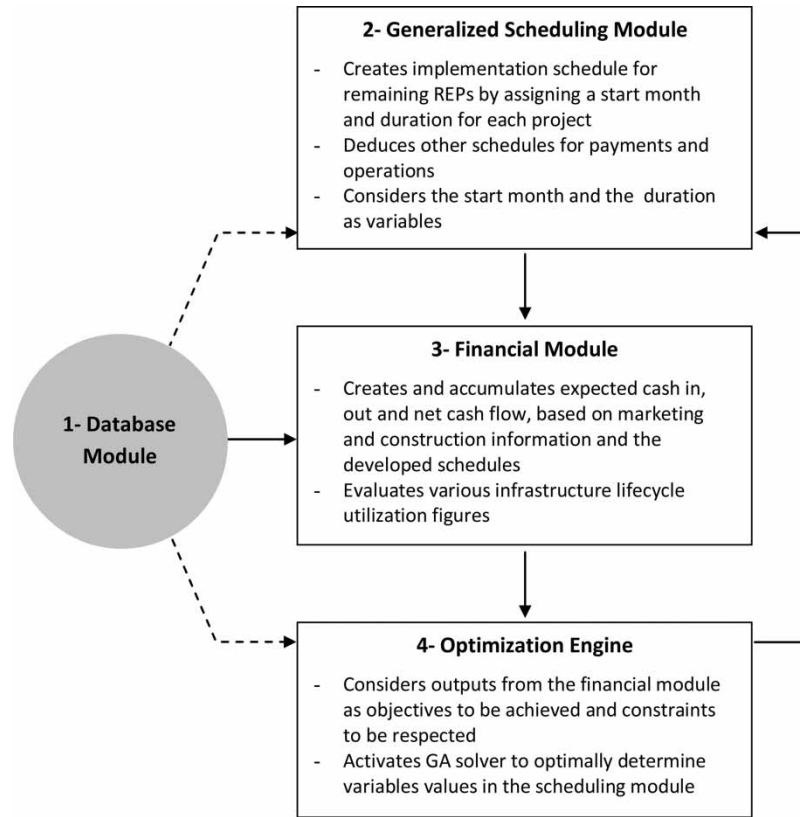 2- Generalized Scheduling Module
- Creates implementation schedule for
remaining REPs by assigning a start month
and duration for each project
- Deduces other schedules for payments and
operations
- Considers the start month and the duration
as variables
1- Database
Module
3- Financial Module
- Creates and accumulates expected cash in,
out and net cash flow, based on marketing
and construction information and the
developed schedules
- Evaluates various infrastructure lifecycle
utilization figures
4- Optimization Engine
- Considers outputs from the financial module
as objectives to be achieved and constraints
to be respected
- Activates GA solver to optimally determine
variables values in the scheduling module